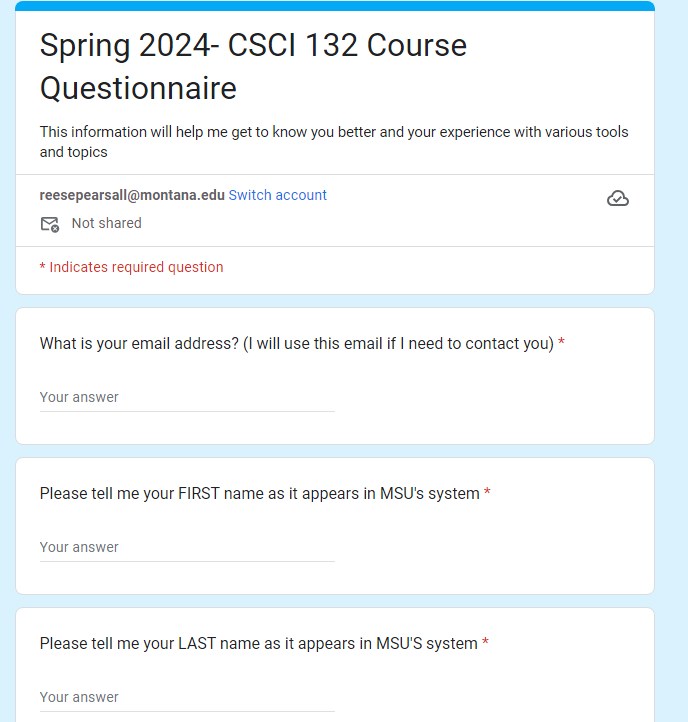 Spring 2024- CSCI 132 Course
Questionnaire
This information will help me get to know you better and your experience with various tools
and topics
reesepearsall@montana.edu Switch account
Not shared
* Indicates required question
What is your email address? (I will use this email if I need to contact you) *
Your answer
Please tell me your FIRST name as it appears in MSU's system *
Your answer
Please tell me your LAST name as it appears in MSU'S system *
Your answer